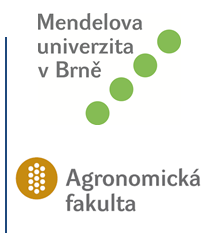 Mendelova
univerzita
v Brně
Agronomická
fakulta